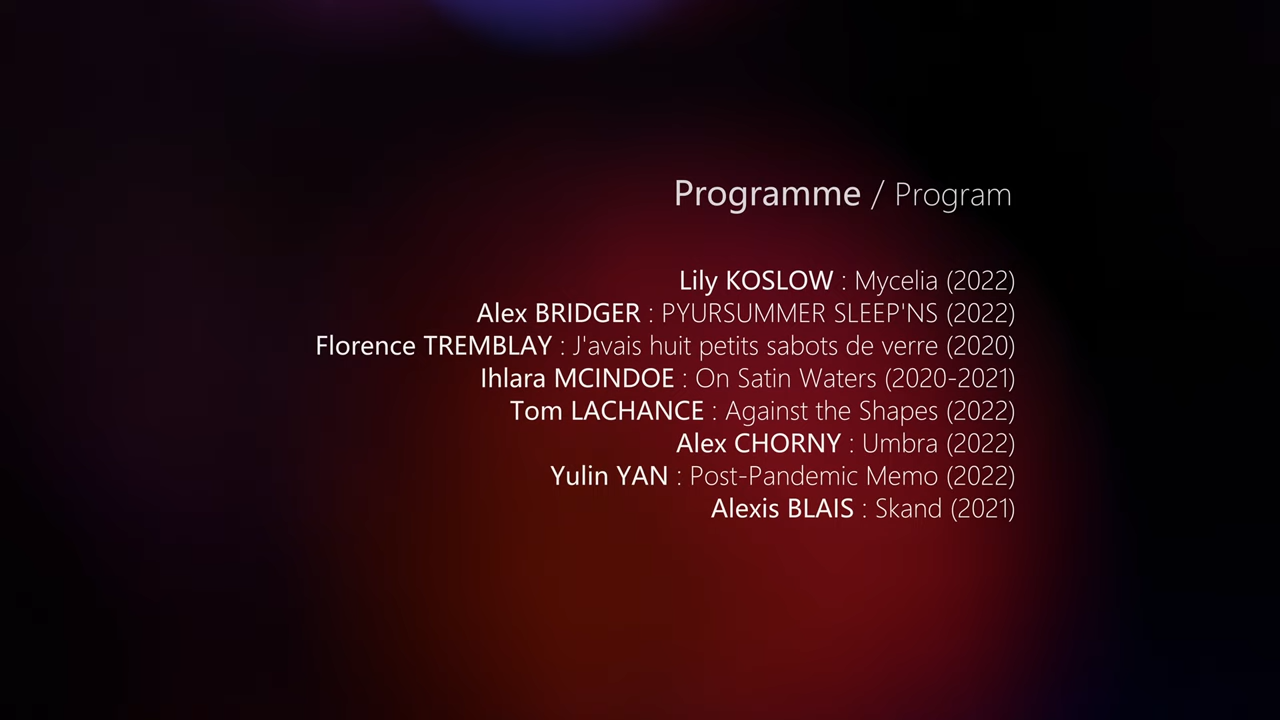 Programme / Program
Lily KOSLOW : Mycelia (2022)
Alex BRIDGER : PYURSUMMER SLEEP'NS (2022)
Florence TREMBLAY : J'avais huit petits sabots de verre (2020)
Ihlara MCINDOE : On Satin Waters (2020-2021)
Tom LACHANCE : Against the Shapes (2022)
Alex CHORNY : Umbra (2022)
Yulin YAN : Post-Pandemic Memo (2022)
Alexis BLAIS : Skand (2021)